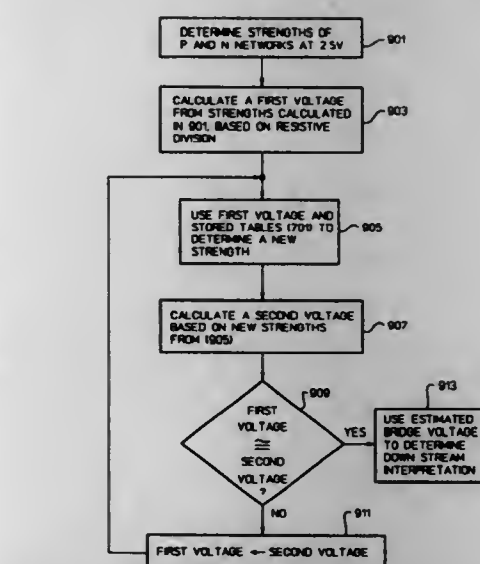 DETERMINE STRENGTHS OF
P AND N NETWORKS AT 2.5V
901
CALCULATE A FIRST VOLTAGE
FROM STRENGTHS CALCULATED
IN 901, BASED ON RESISTIVE
DIVISION
903
USE FIRST VOLTAGE AND
STORED TABLES (701) TO
DETERMINE A NEW
STRENGTH
905
CALCULATE A SECOND VOLTAGE
BASED ON NEW STRENGTHS
FROM (905)
907
909
FIRST
VOLTAGE
≅
SECOND
VOLTAGE
?
YES
913
USE ESTIMATED
BRIDGE VOLTAGE
TO DETERMINE
DOWN STREAM
INTERPRETATION
NO
911
FIRST VOLTAGE ← SECOND VOLTAGE